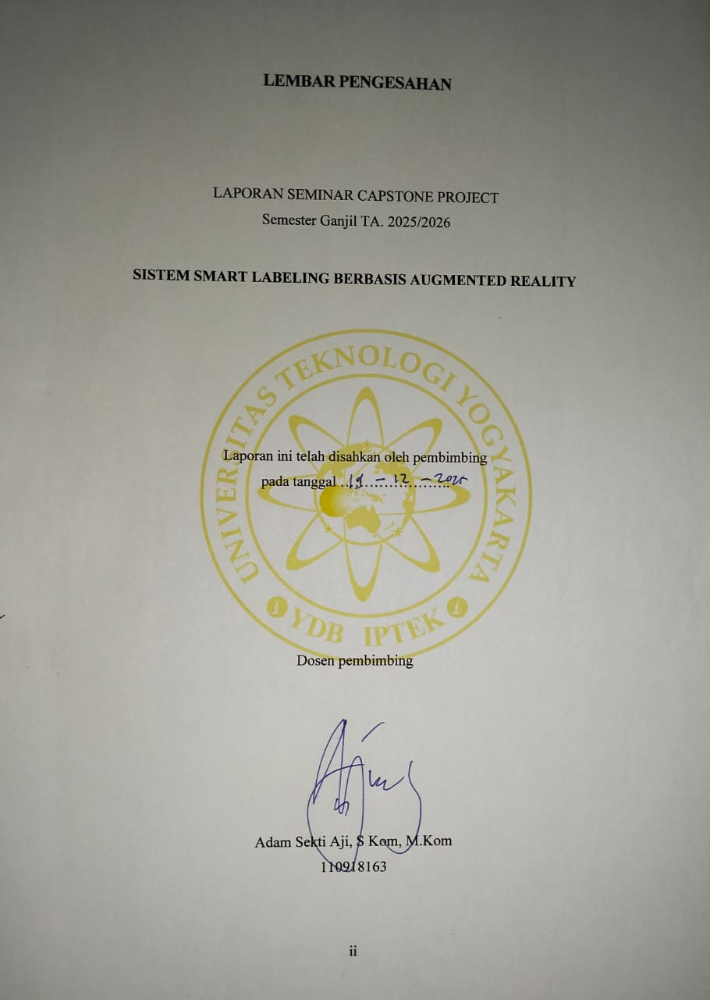 LEMBAR PENGESAHAN
LAPORAN SEMINAR CAPSTONE PROJECT
Semester Ganjil TA. 2025/2026
SISTEM SMART LABELING BERBASIS AUGMENTED REALITY
UNIVERSITAS TEKNOLOGI YOGYAKARTA
Laporan ini telah disahkan oleh pembimbing
pada tanggal ..19....-..12....-2025
YDB IPTEK
Dosen pembimbing
Adam Sekti Aji, S Kom, M.Kom
110918163
ii